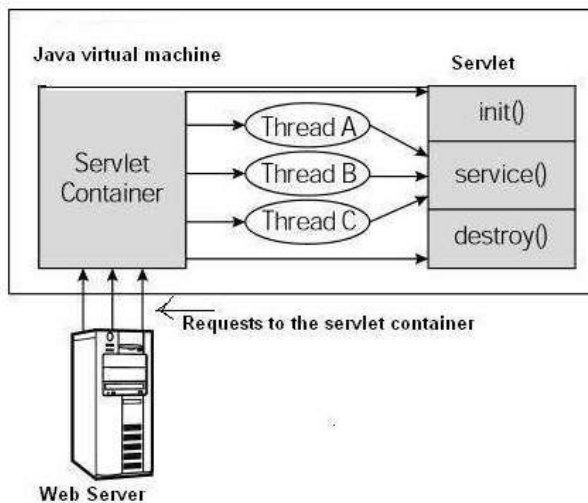 Java virtual machine
Servlet
Servlet
Container
Thread A
Thread B
Thread C
init()
service()
destroy()
Requests to the servlet container
Web Server